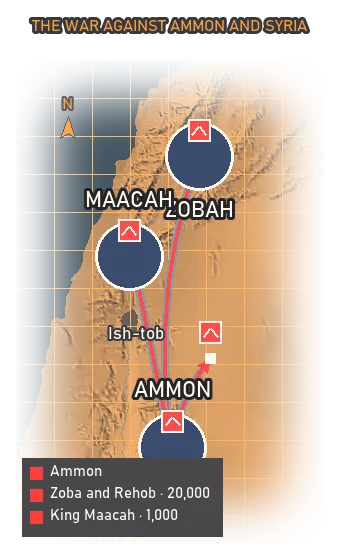 THE WAR AGAINST AMMON AND SYRIA
N
MAACAH
ZOBAH
Ish-tob
AMMON
Ammon
Zoba and Rehob · 20,000
King Maacah · 1,000